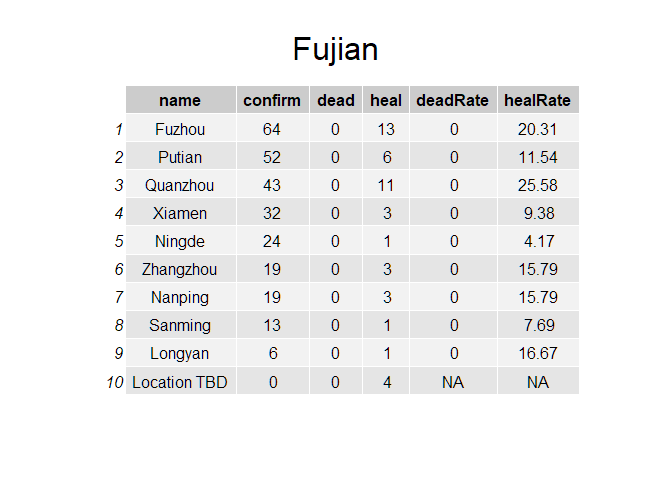 Fujian
name confirm dead heal deadRate healRate
1 Fuzhou 64 0 13 0 20.31
2 Putian 52 0 6 0 11.54
3 Quanzhou 43 0 11 0 25.58
4 Xiamen 32 0 3 0 9.38
5 Ningde 24 0 1 0 4.17
6 Zhangzhou 19 0 3 0 15.79
7 Nanping 19 0 3 0 15.79
8 Sanming 13 0 1 0 7.69
9 Longyan 6 0 1 0 16.67
10 Location TBD 0 0 4 NA NA